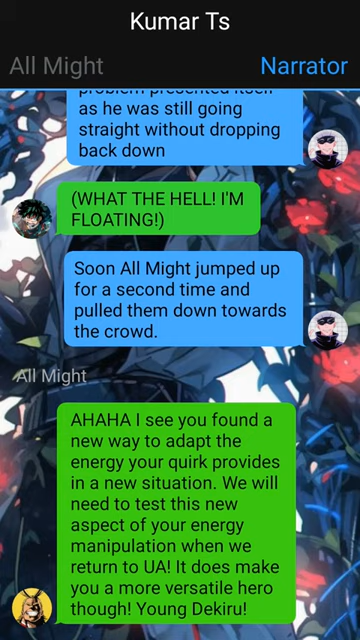 Kumar Ts
All Might
Narrator
problem presented itself
as he was still going
straight without dropping
back down
(WHAT THE HELL! I'M
FLOATING!)
Soon All Might jumped up
for a second time and
pulled them down towards
the crowd.
All Might
AHAHA I see you found a
new way to adapt the
energy your quirk provides
in a new situation. We will
need to test this new
aspect of your energy
manipulation when we
return to UA! It does make
you a more versatile hero
though! Young Dekiru!